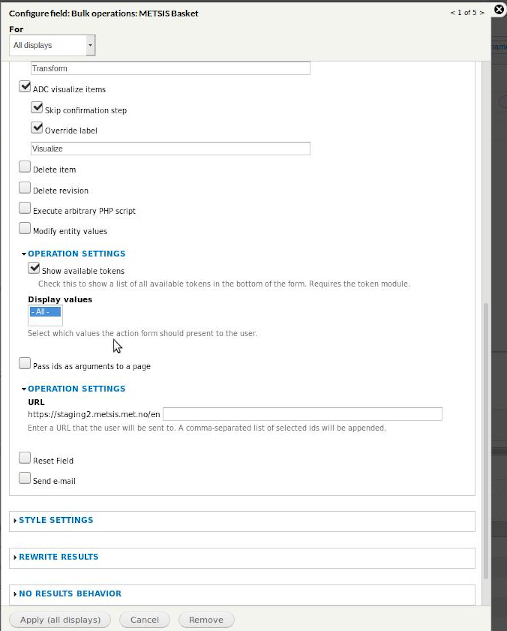 Configure field: Bulk operations: METSIS Basket
< 1 of 5 >
For
All displays
Transform
ADC visualize items
Skip confirmation step
Override label
Visualize
Delete item
Delete revision
Execute arbitrary PHP script
Modify entity values
OPERATION SETTINGS
Show available tokens
Check this to show a list of all available tokens in the bottom of the form. Requires the token module.
Display values
- All -
Select which values the action form should present to the user.
Pass ids as arguments to a page
OPERATION SETTINGS
URL
https://staging2.metsis.met.no/en
Enter a URL that the user will be sent to. A comma-separated list of selected ids will be appended.
Reset Field
Send e-mail
STYLE SETTINGS
REWRITE RESULTS
NO RESULTS BEHAVIOR
Apply (all displays)
Cancel
Remove